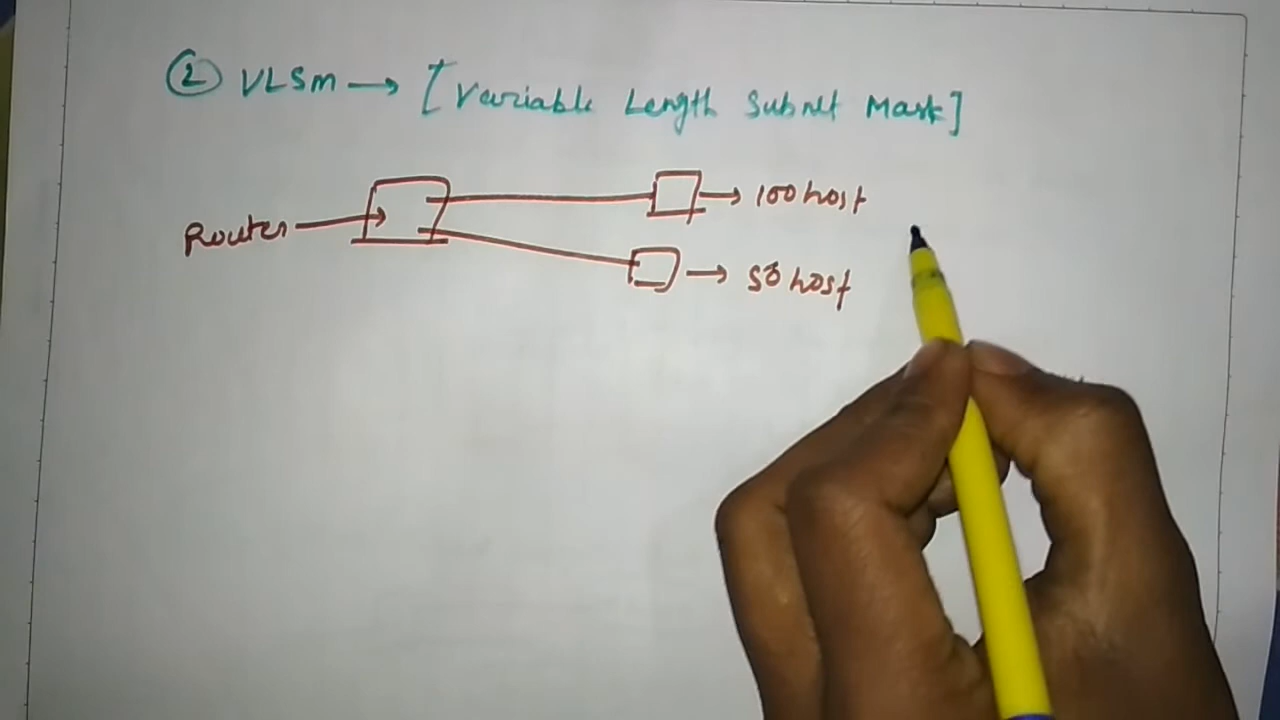 ② VLSM → [Variable Length Subnet Mask]
Router → → 100 host
→ 50 host